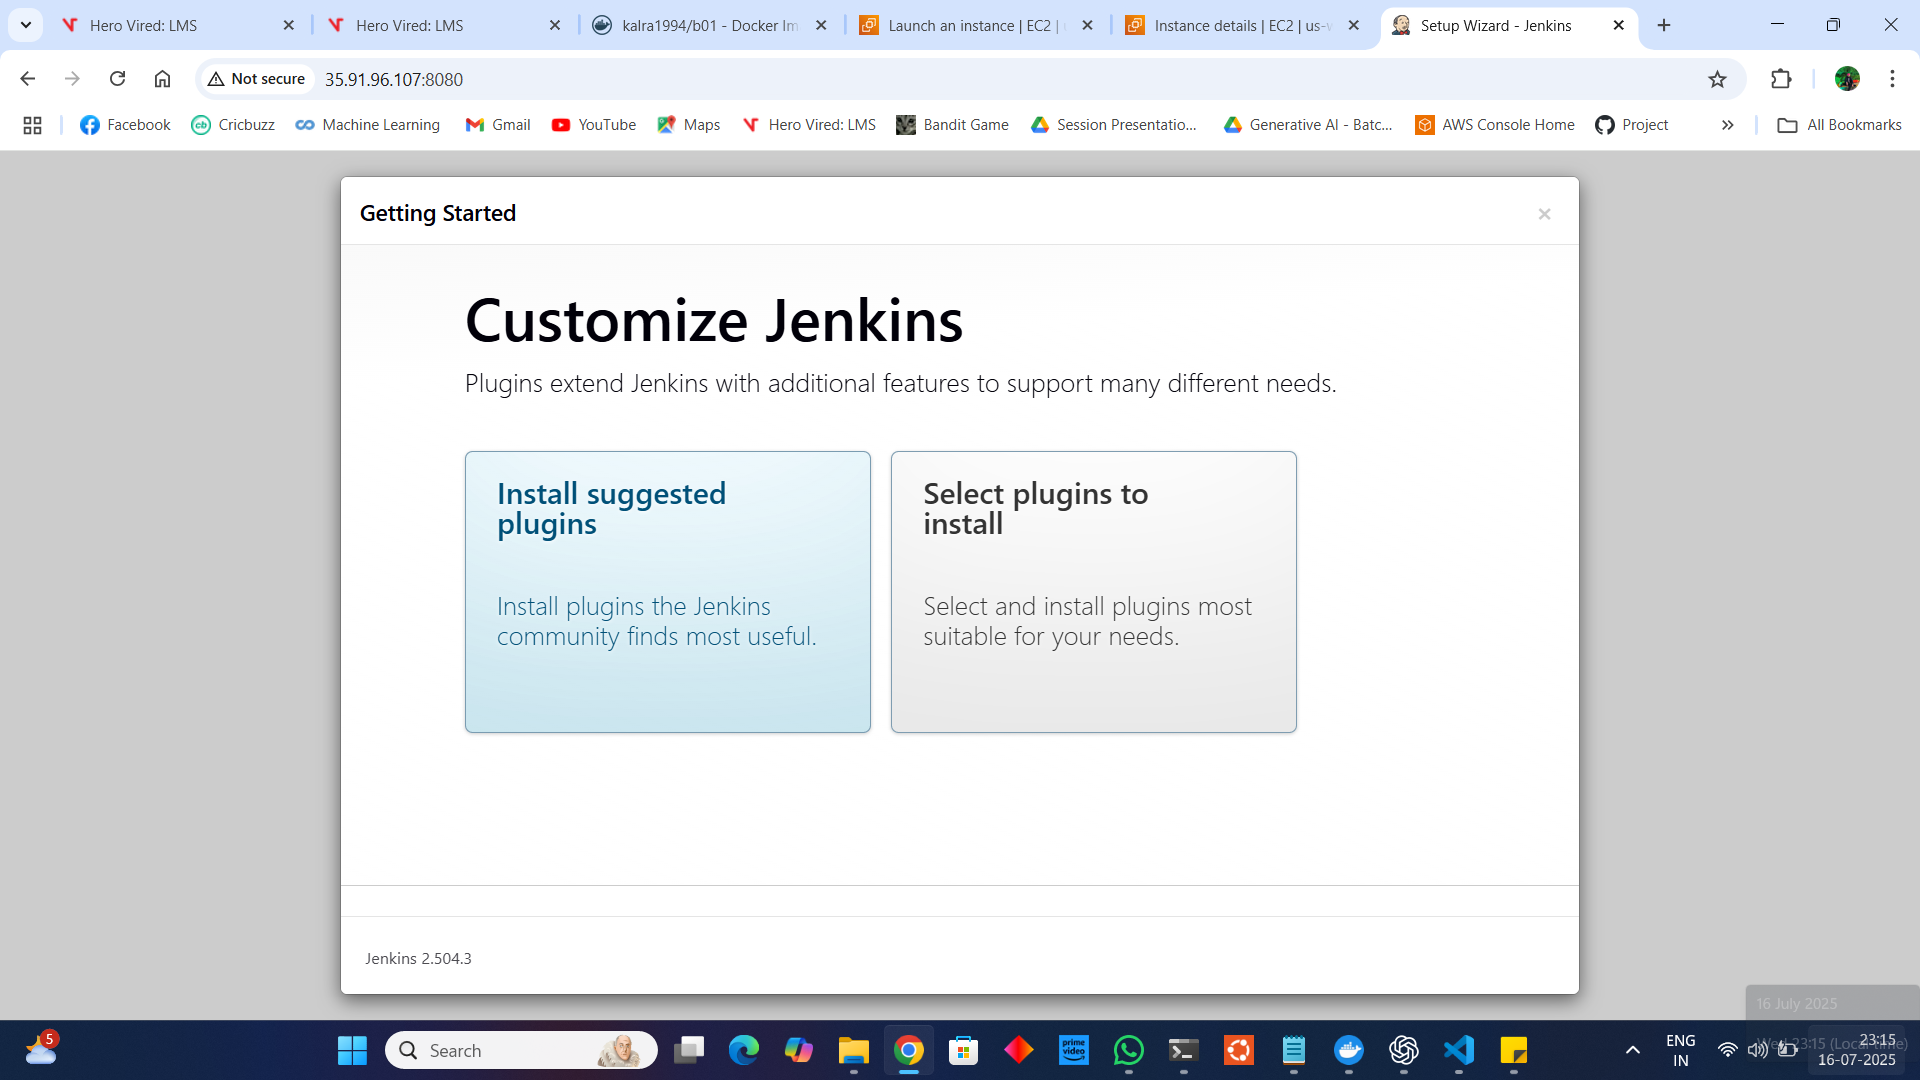 Hero Vired: LMS
Hero Vired: LMS
kalra1994/b01 - Docker Im
Launch an instance | EC2 |
Instance details | EC2 | us-w
Setup Wizard - Jenkins
Not secure
35.91.96.107:8080
Facebook
Cricbuzz
Machine Learning
Gmail
YouTube
Maps
Hero Vired: LMS
Bandit Game
Session Presentatio...
Generative AI - Batc...
AWS Console Home
Project
All Bookmarks
Getting Started
Customize Jenkins
Plugins extend Jenkins with additional features to support many different needs.
Install suggested
plugins
Install plugins the Jenkins
community finds most useful.
Select plugins to
install
Select and install plugins most
suitable for your needs.
Jenkins 2.504.3
16 July 2025
Wed 23:15 (Local time)
5
Search
prime
video
ENG
IN
23:15
16-07-2025